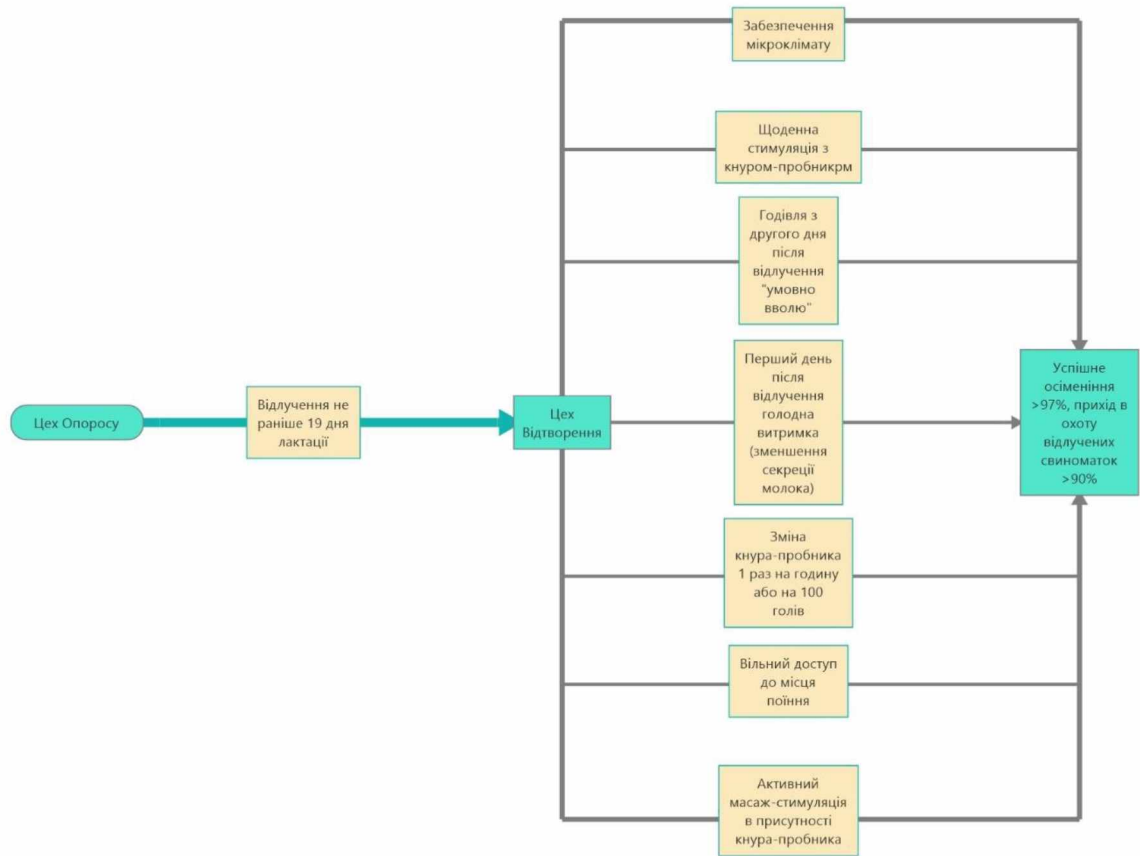 Цех Опоросу
Відлучення не
раніше 19 дня
лактації
Цех
Відтворення
Забезпечення
мікроклімату
Щоденна
стимуляція з
кнуром-пробникрм
Годівля з
другого дня
після
відлучення
"умовно
вволю"
Перший день
після
відлучення
голодна
витримка
(зменшення
секреції
молока)
Зміна
кнура-пробника
1 раз на годину
або на 100
голів
Вільний доступ
до місця
поїння
Активний
масаж-стимуляція
в присутності
кнура-пробника
Успішне
осіменіння
>97%, прихід в
охоту
відлучених
свиноматок
>90%